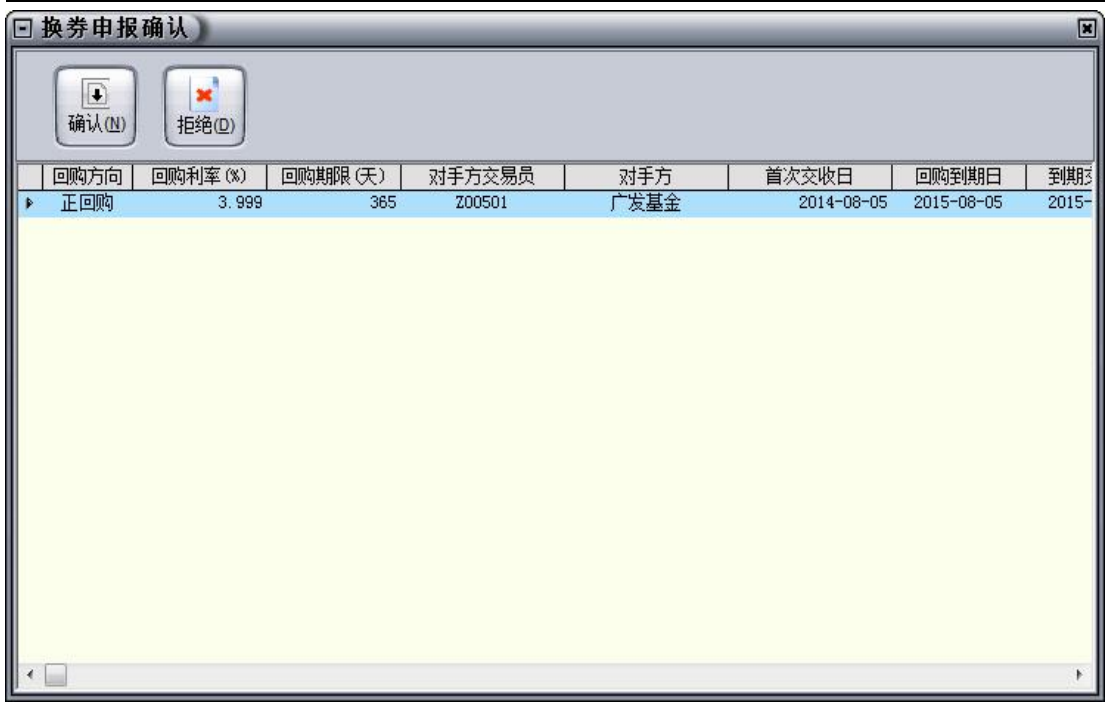 换券申报确认
确认(N) 拒绝(D)
回购方向 回购利率(%) 回购期限(天) 对手方交易员 对手方 首次交收日 回购到期日 到期
正回购 3.999 365 Z00501 广发基金 2014-08-05 2015-08-05 2015-